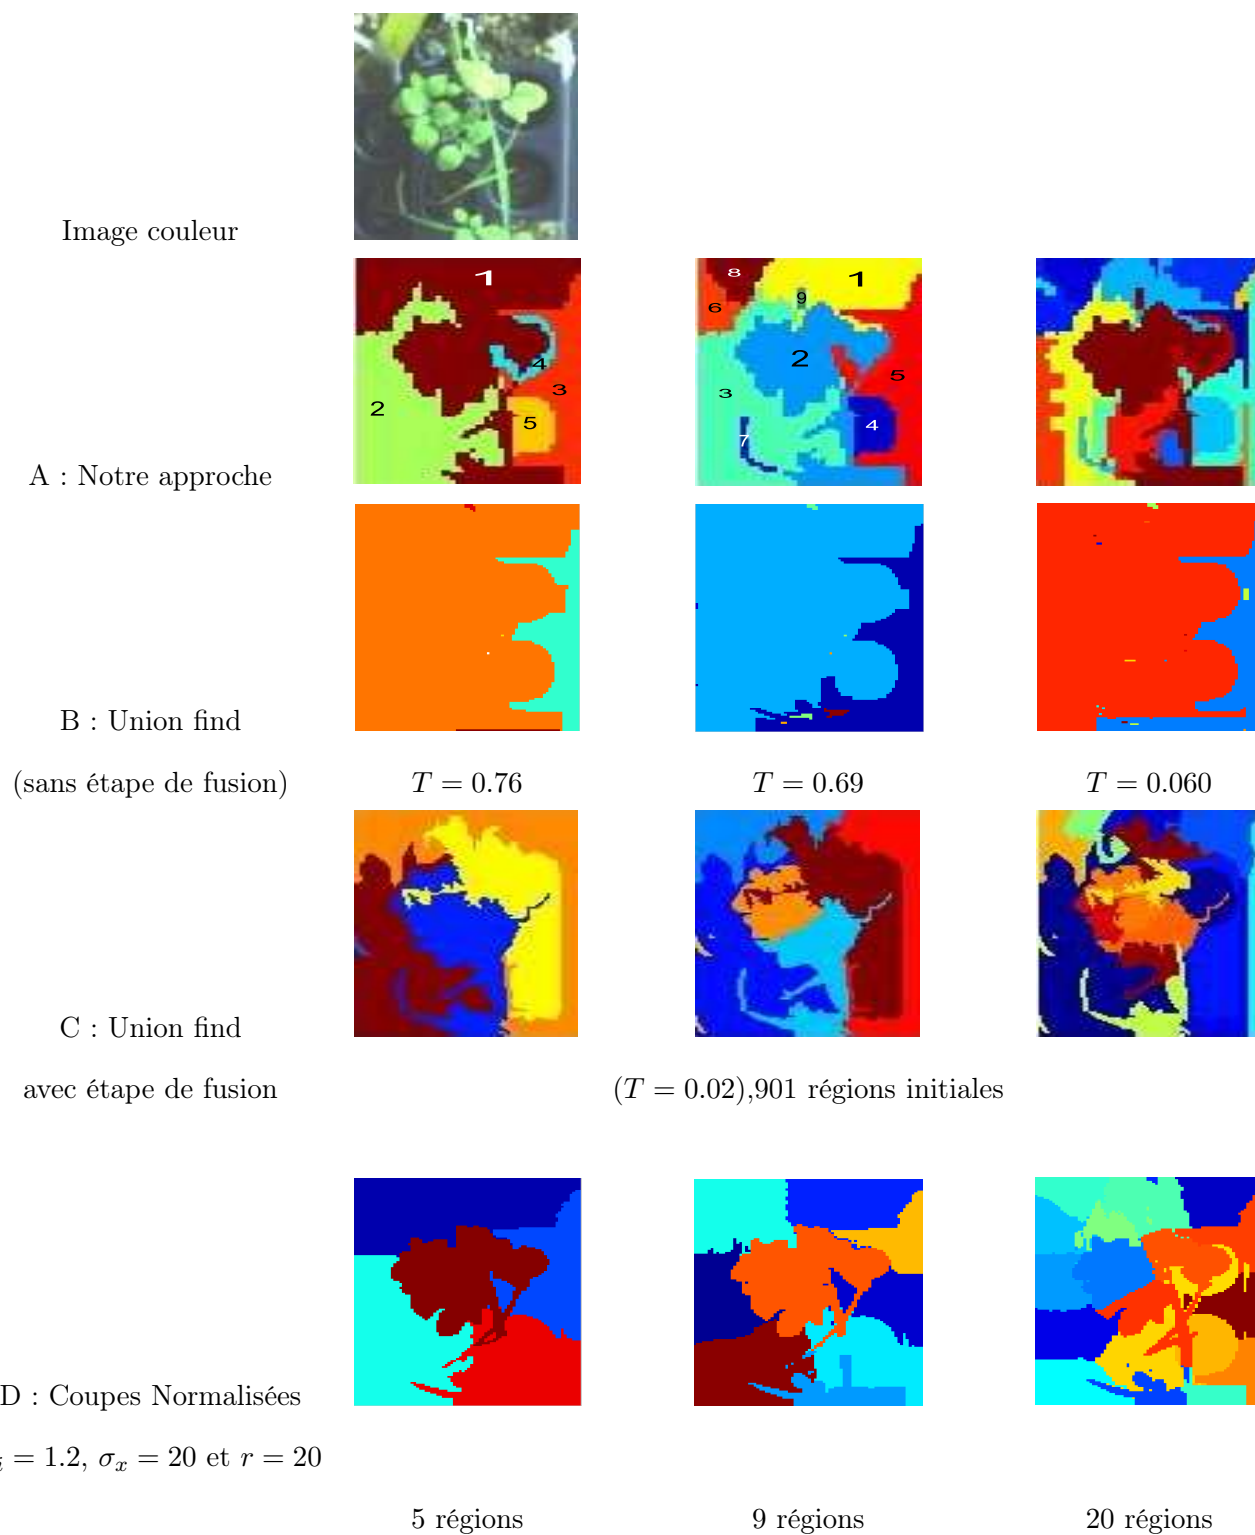 Image couleur
1
2
3
4
5
8
1
6
9
2
3
5
4
7
A : Notre approche
B : Union find
(sans étape de fusion)
T = 0.76
T = 0.69
T = 0.060
C : Union find
avec étape de fusion
(T = 0.02),901 régions initiales
D : Coupes Normalisées
= 1.2, σₓ = 20 et r = 20
5 régions
9 régions
20 régions